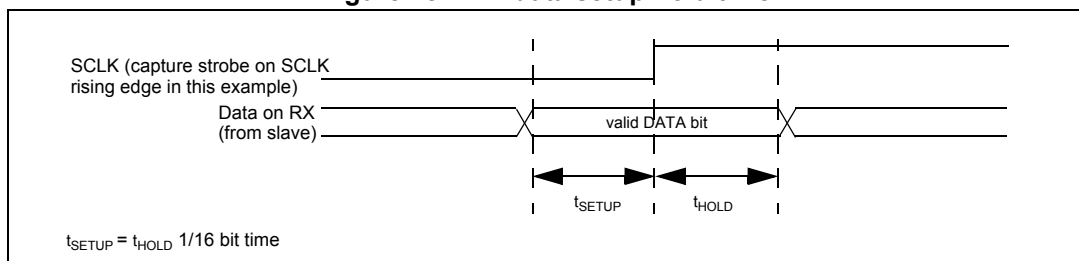 SCLK (capture strobe on SCLK
rising edge in this example)
Data on RX
(from slave)
valid DATA bit
tSETUP
tHOLD
tSETUP = tHOLD 1/16 bit time